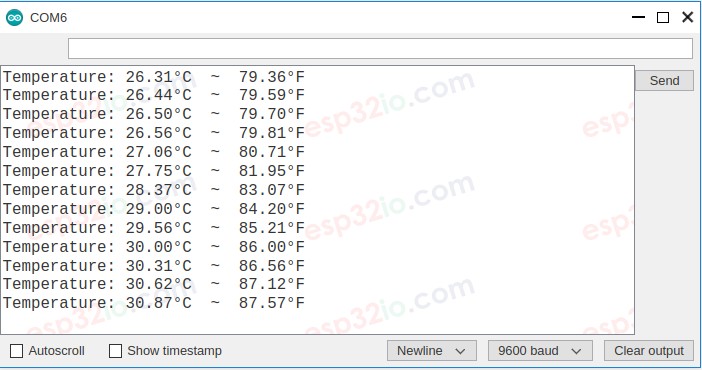 COM6
Send
Temperature: 26.31°C  ~  79.36°F
Temperature: 26.44°C  ~  79.59°F
Temperature: 26.50°C  ~  79.70°F
Temperature: 26.56°C  ~  79.81°F
Temperature: 27.06°C  ~  80.71°F
Temperature: 27.75°C  ~  81.95°F
Temperature: 28.37°C  ~  83.07°F
Temperature: 29.00°C  ~  84.20°F
Temperature: 29.56°C  ~  85.21°F
Temperature: 30.00°C  ~  86.00°F
Temperature: 30.31°C  ~  86.56°F
Temperature: 30.62°C  ~  87.12°F
Temperature: 30.87°C  ~  87.57°F
esp32io.com
esp32io.com
esp32io.com
Autoscroll
Show timestamp
Newline
9600 baud
Clear output